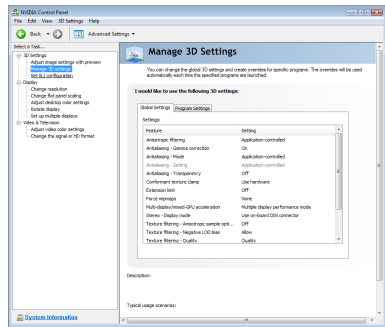 NVIDIA Control Panel
File Edit View 3D Settings Help
Back Advanced Settings
Select a Task...
3D Settings
Adjust image settings with preview
Manage 3D settings
Set SLI configuration
Display
Change resolution
Change flat panel scaling
Adjust desktop color settings
Rotate display
Set up multiple displays
Video & Television
Adjust video color settings
Change the signal or HD format
System Information
Manage 3D Settings
You can change the global 3D settings and create overrides for specific programs. The overrides will be used
automatically each time the specified programs are launched.
I would like to use the following 3D settings:
Global Settings Program Settings
Settings:
Feature Setting
Anisotropic filtering Application-controlled
Antialiasing - Gamma correction On
Antialiasing - Mode Application-controlled
Antialiasing - Setting Application-controlled
Antialiasing - Transparency Off
Conformant texture clamp Use hardware
Extension limit Off
Force mipmaps None
Multi-display/mixed-GPU acceleration Multiple display performance mode
Stereo - Display mode Use on-board DIN connector
Texture filtering - Anisotropic sample opti... Off
Texture filtering - Negative LOD bias Allow
Texture filtering - Quality Quality
Description:
Typical usage scenarios: